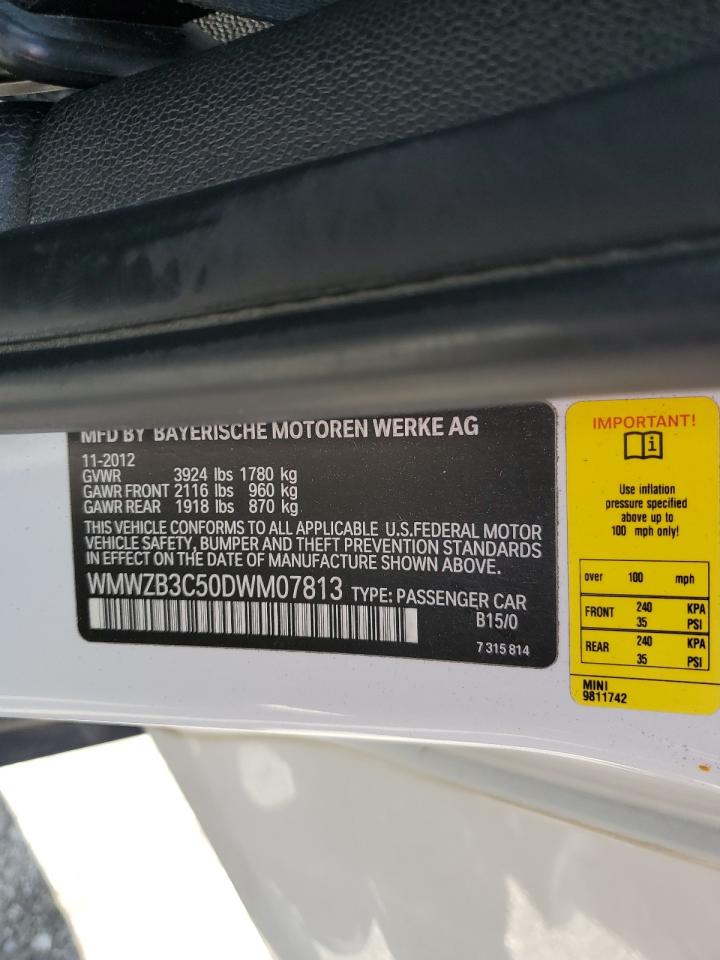 MFD BY BAYERISCHE MOTOREN WERKE AG
11-2012
GVWR 3924 lbs 1780 kg
GAWR FRONT 2116 lbs 960 kg
GAWR REAR 1918 lbs 870 kg
THIS VEHICLE CONFORMS TO ALL APPLICABLE U.S.FEDERAL MOTOR
VEHICLE SAFETY, BUMPER AND THEFT PREVENTION STANDARDS
IN EFFECT ON THE DATE OF MANUFACTURE SHOWN ABOVE.
WMWZB3C50DWM07813 TYPE: PASSENGER CAR
B15/0
7 315 814
IMPORTANT!
i
Use inflation
pressure specified
above up to
100 mph only!
over 100 mph
FRONT 240 KPA
35 PSI
REAR 240 KPA
35 PSI
MINI
9811742